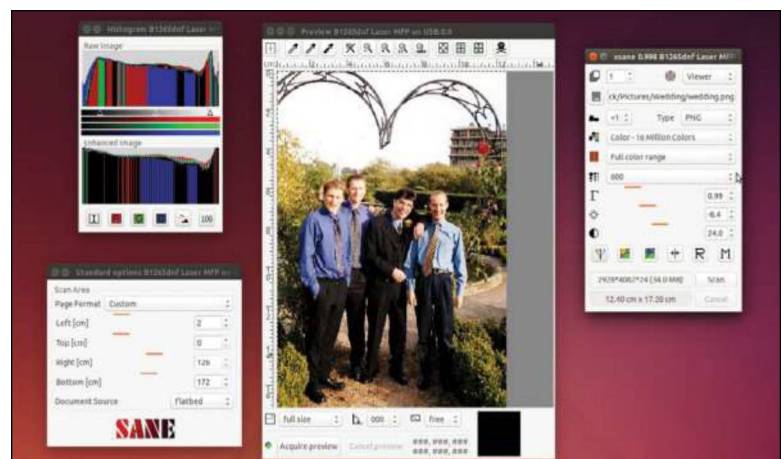 Histogram B1265dnf Laser
Raw image
Enhanced image
100
Standard options B1265dnf Laser MFP
Scan Area
Page Format Custom
Left [cm] 2
Top [cm] 0
Right [cm] 126
Bottom [cm] 172
Document Source Flatbed
SANE
Preview B1265dnf Laser MFP on USB:0.0
Full size 000 free
Acquire preview Cancel preview ###, ###, ###
###, ###, ###
xsane 0.998 B1265dnf Laser MFP
1 Viewer
ck/Pictures/Wedding/wedding.png
+1 Type PNG
Color - 16 Million Colors
Full color range
600
0.99
-6.4
24.0
R M
2928*4062*24 (34.0 MB) Scan
12.40 cm x 17.20 cm Cancel